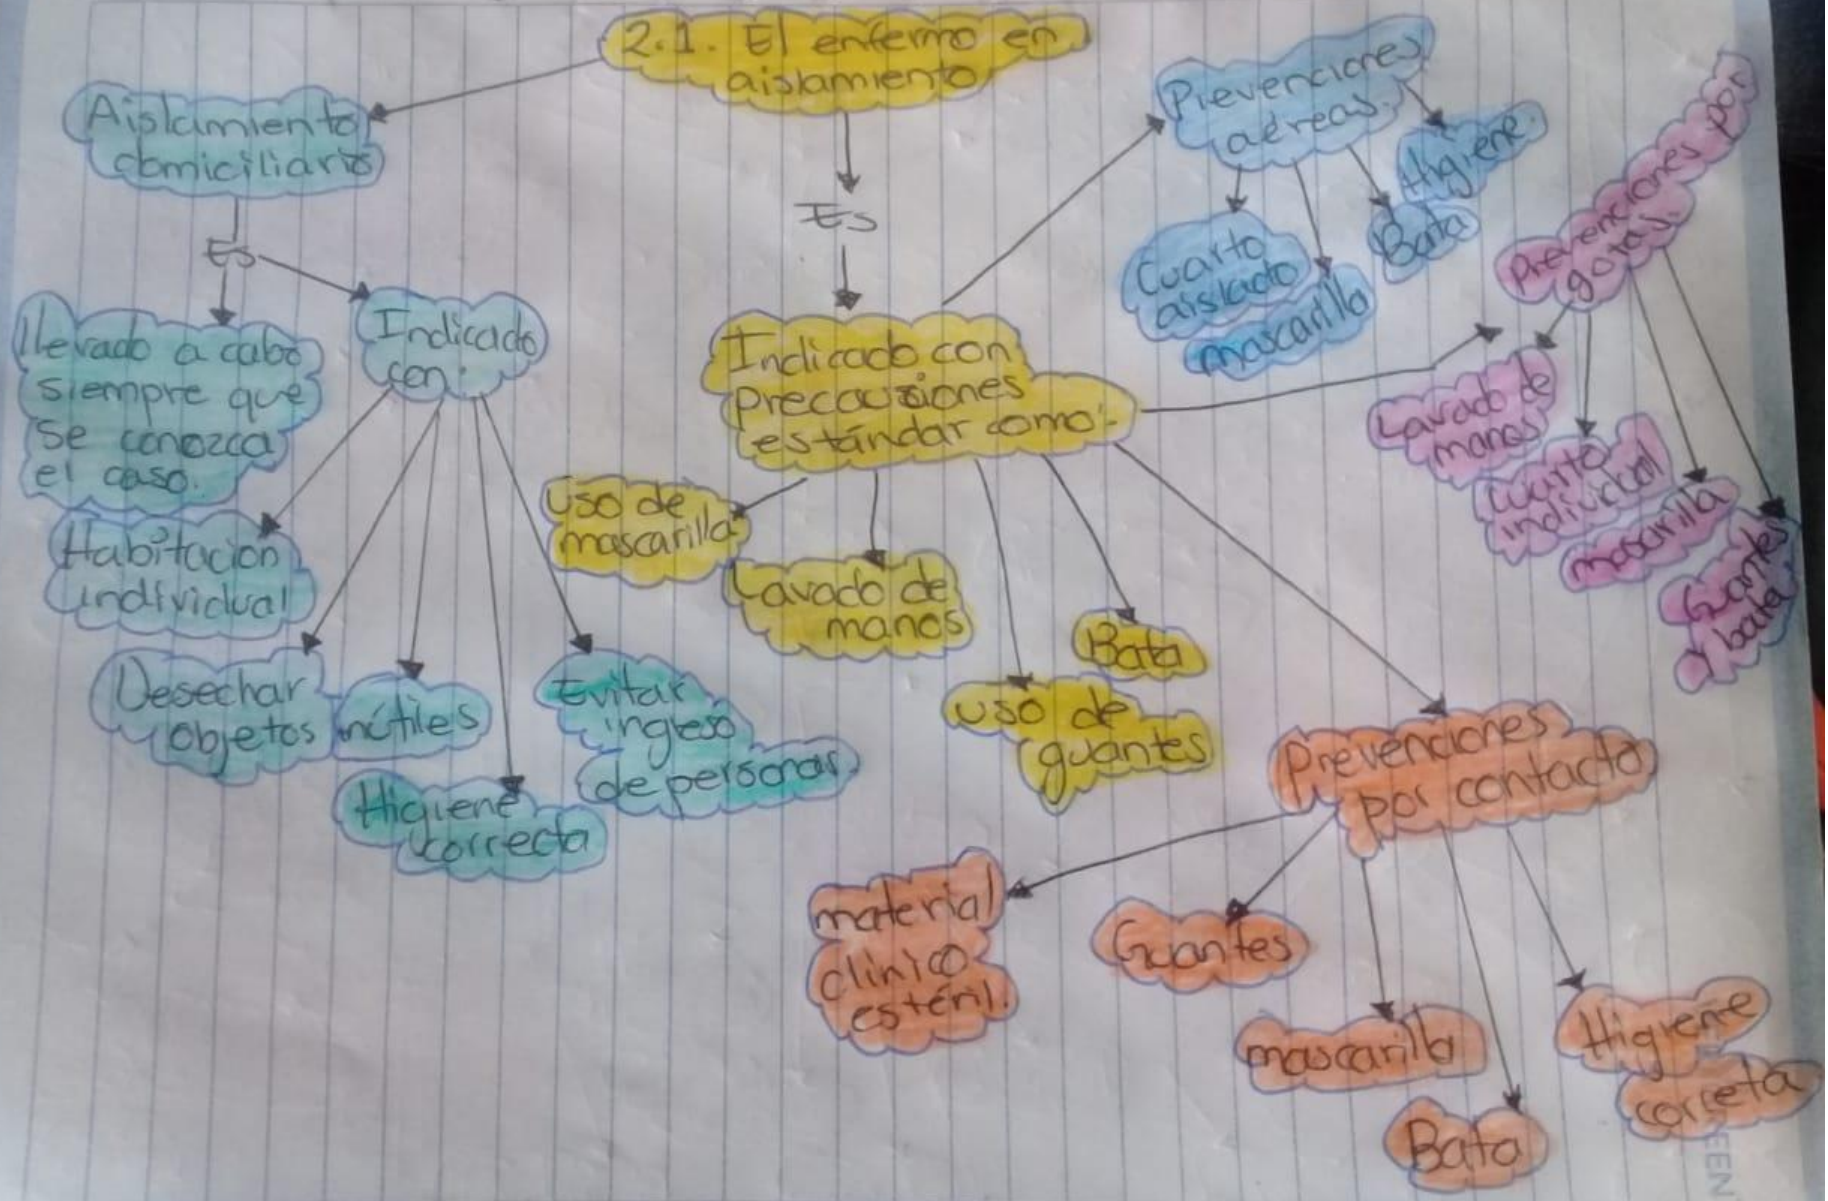 2.1. El enfermo en
aislamiento
Aislamiento
domiciliario
Es
llevado a cabo
siempre que
se conozca
el caso.
Indicado
con:
Habitacion
individual
Desechar
objetos inútiles
Higiene
correcta
Evitar
ingreso
de personas
Es
Indicado con
precauciones
estándar como:
Uso de
mascarilla
Lavado de
manos
Uso de
guantes
Bata
Prevenciones
aéreas.
Cuarto
aislado
mascarilla
Bata
Higiene.
Prevenciones por
gotas.
Lavado de
manos
Cuarto
individual
mascarilla
Guantes
y bata
Prevenciones
por contacto
material
clínico
estéril.
Guantes
mascarilla
Bata
Higiene
correta
EEN